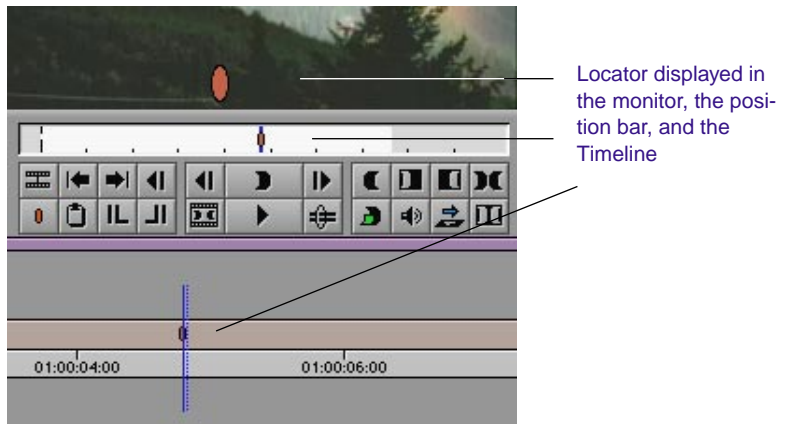 Locator displayed in
the monitor, the posi-
tion bar, and the
Timeline
01:00:04:00 01:00:06:00